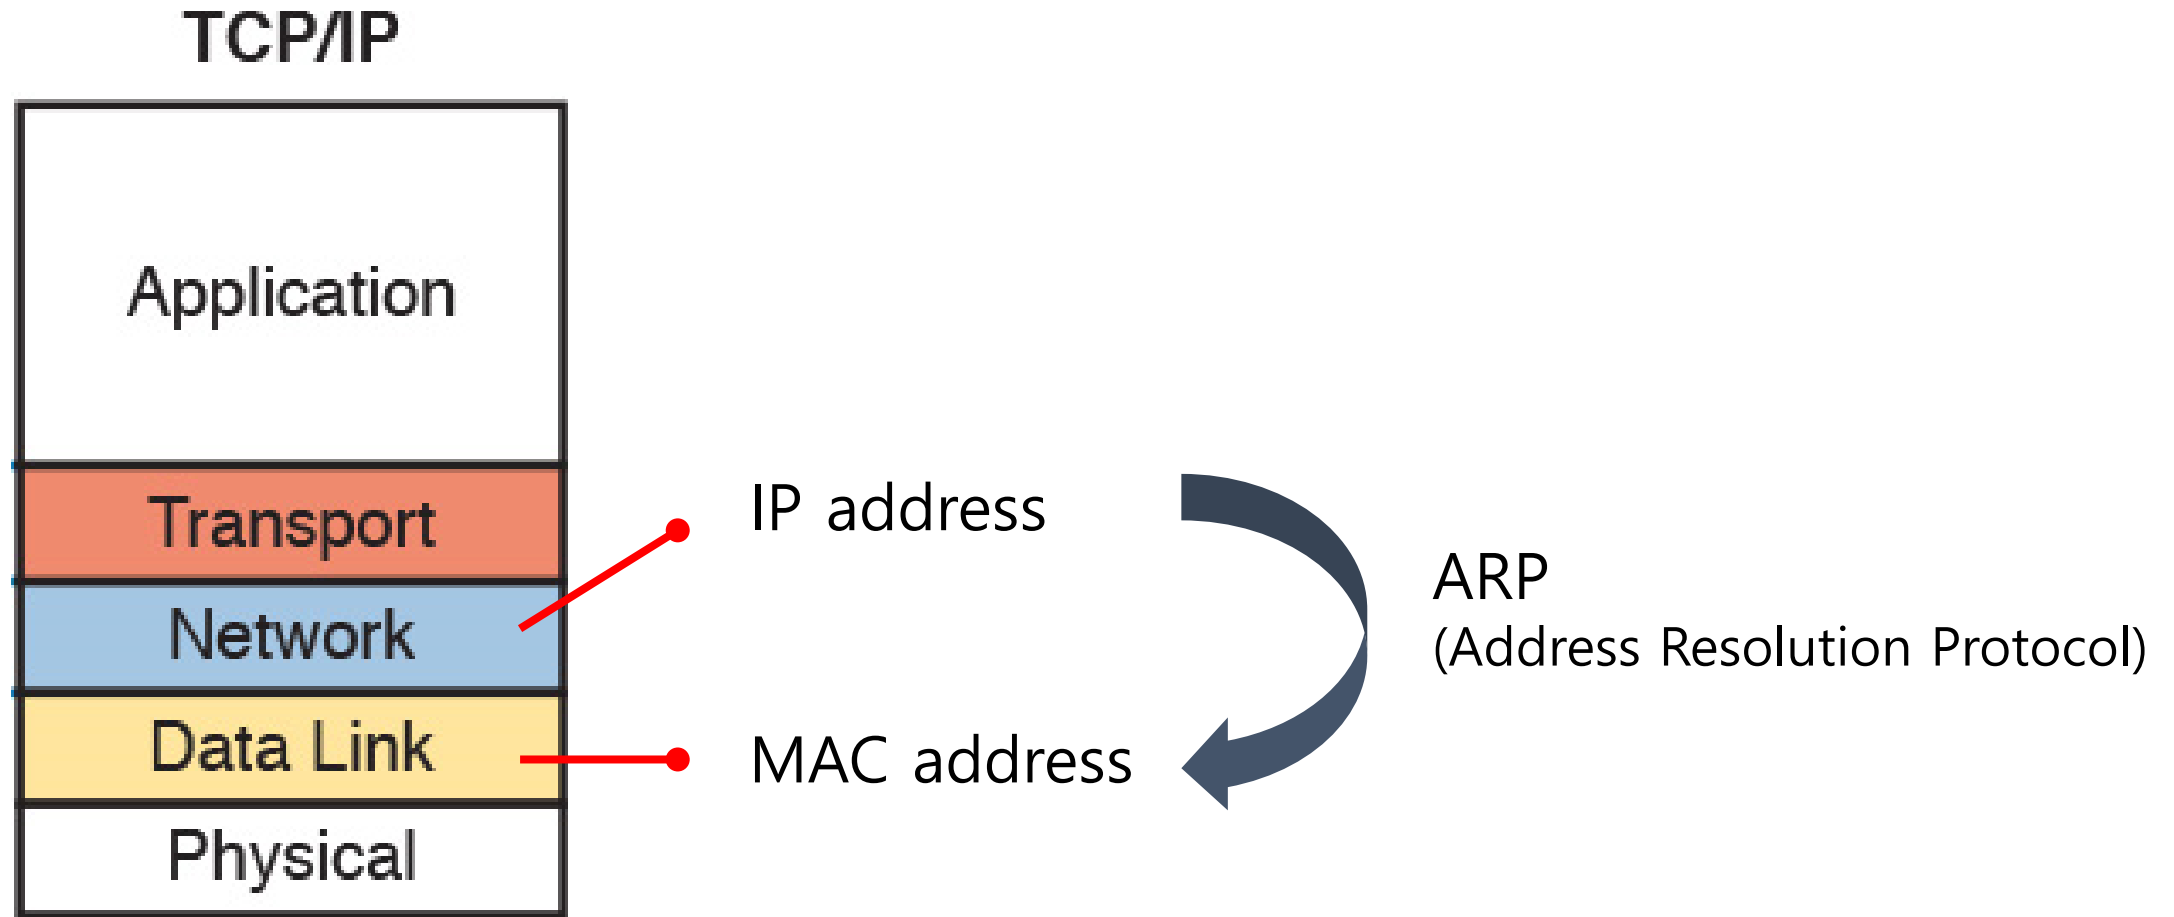 TCP/IP
Application
Transport
Network
Data Link
Physical
IP address
MAC address
ARP
(Address Resolution Protocol)